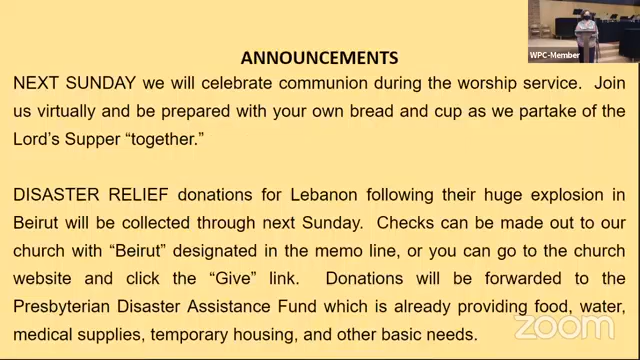 WPC-Member
ANNOUNCEMENTS
NEXT SUNDAY we will celebrate communion during the worship service. Join
us virtually and be prepared with your own bread and cup as we partake of the
Lord's Supper “together.”
DISASTER RELIEF donations for Lebanon following their huge explosion in
Beirut will be collected through next Sunday. Checks can be made out to our
church with “Beirut” designated in the memo line, or you can go to the church
website and click the “Give” link. Donations will be forwarded to the
Presbyterian Disaster Assistance Fund which is already providing food, water,
medical supplies, temporary housing, and other basic needs.
zoom